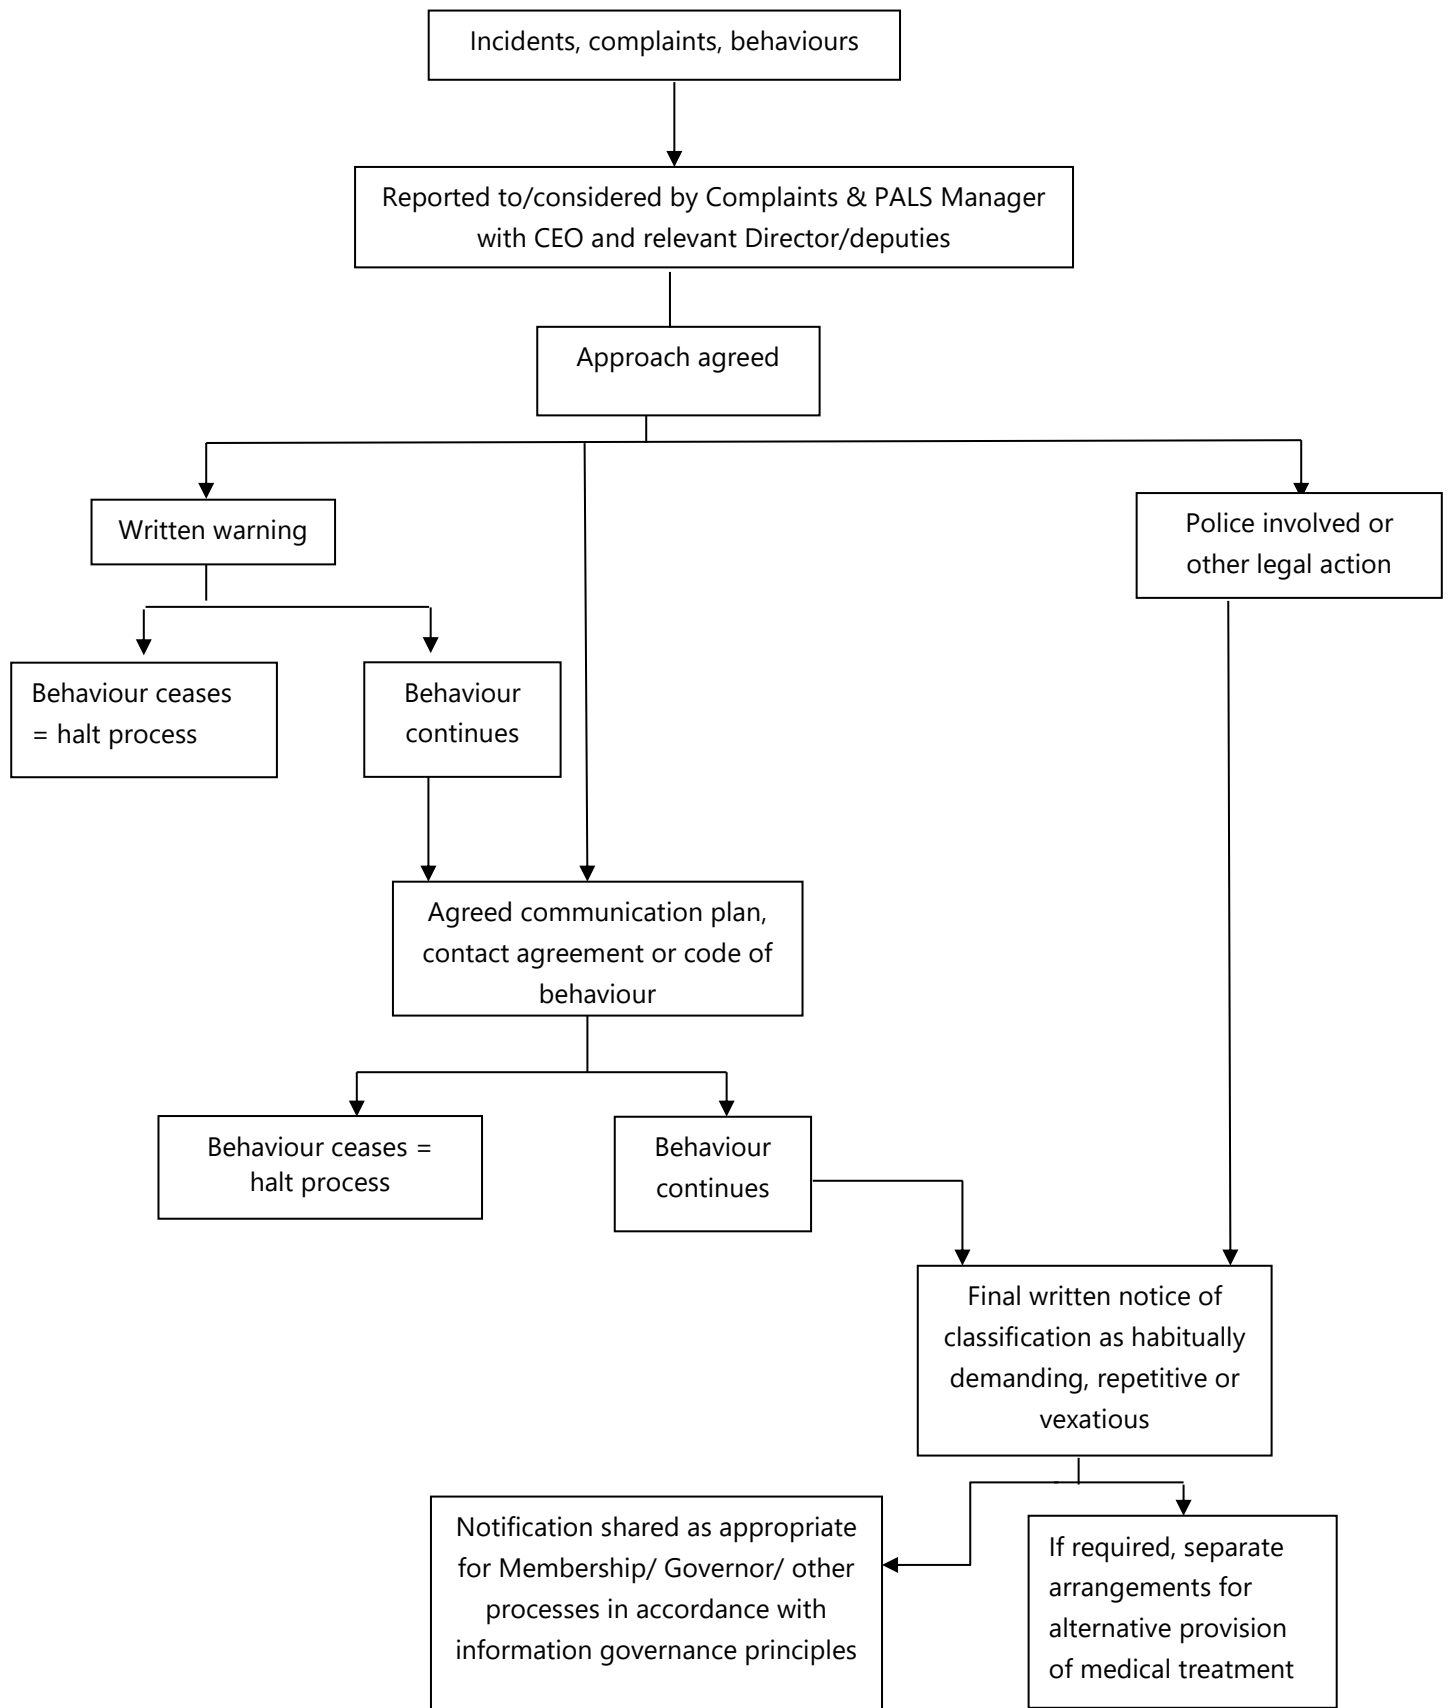 Incidents, complaints, behaviours
Reported to/considered by Complaints & PALS Manager
with CEO and relevant Director/deputies
Approach agreed
Written warning
Police involved or
other legal action
Behaviour ceases
= halt process
Behaviour
continues
Agreed communication plan,
contact agreement or code of
behaviour
Behaviour ceases =
halt process
Behaviour
continues
Final written notice of
classification as habitually
demanding, repetitive or
vexatious
Notification shared as appropriate
for Membership/ Governor/ other
processes in accordance with
information governance principles
If required, separate
arrangements for
alternative provision
of medical treatment